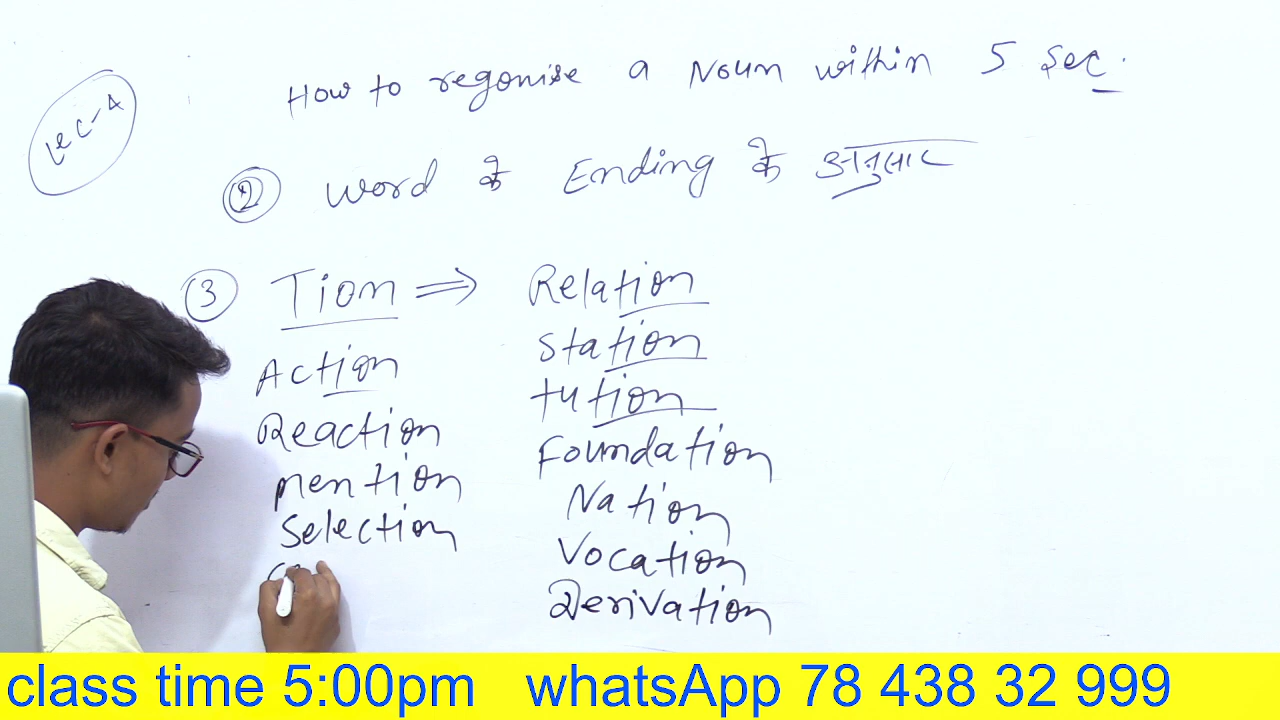 Lec-4
How to regonise a Noun within 5 Sec.
② Word के Ending के अनुसार
③ Tion ⇒ Relation
Station
tution
Foundation
Nation
Vocation
Derivation
Action
Reaction
mention
Selection
class time 5:00pm whatsApp 78 438 32 999